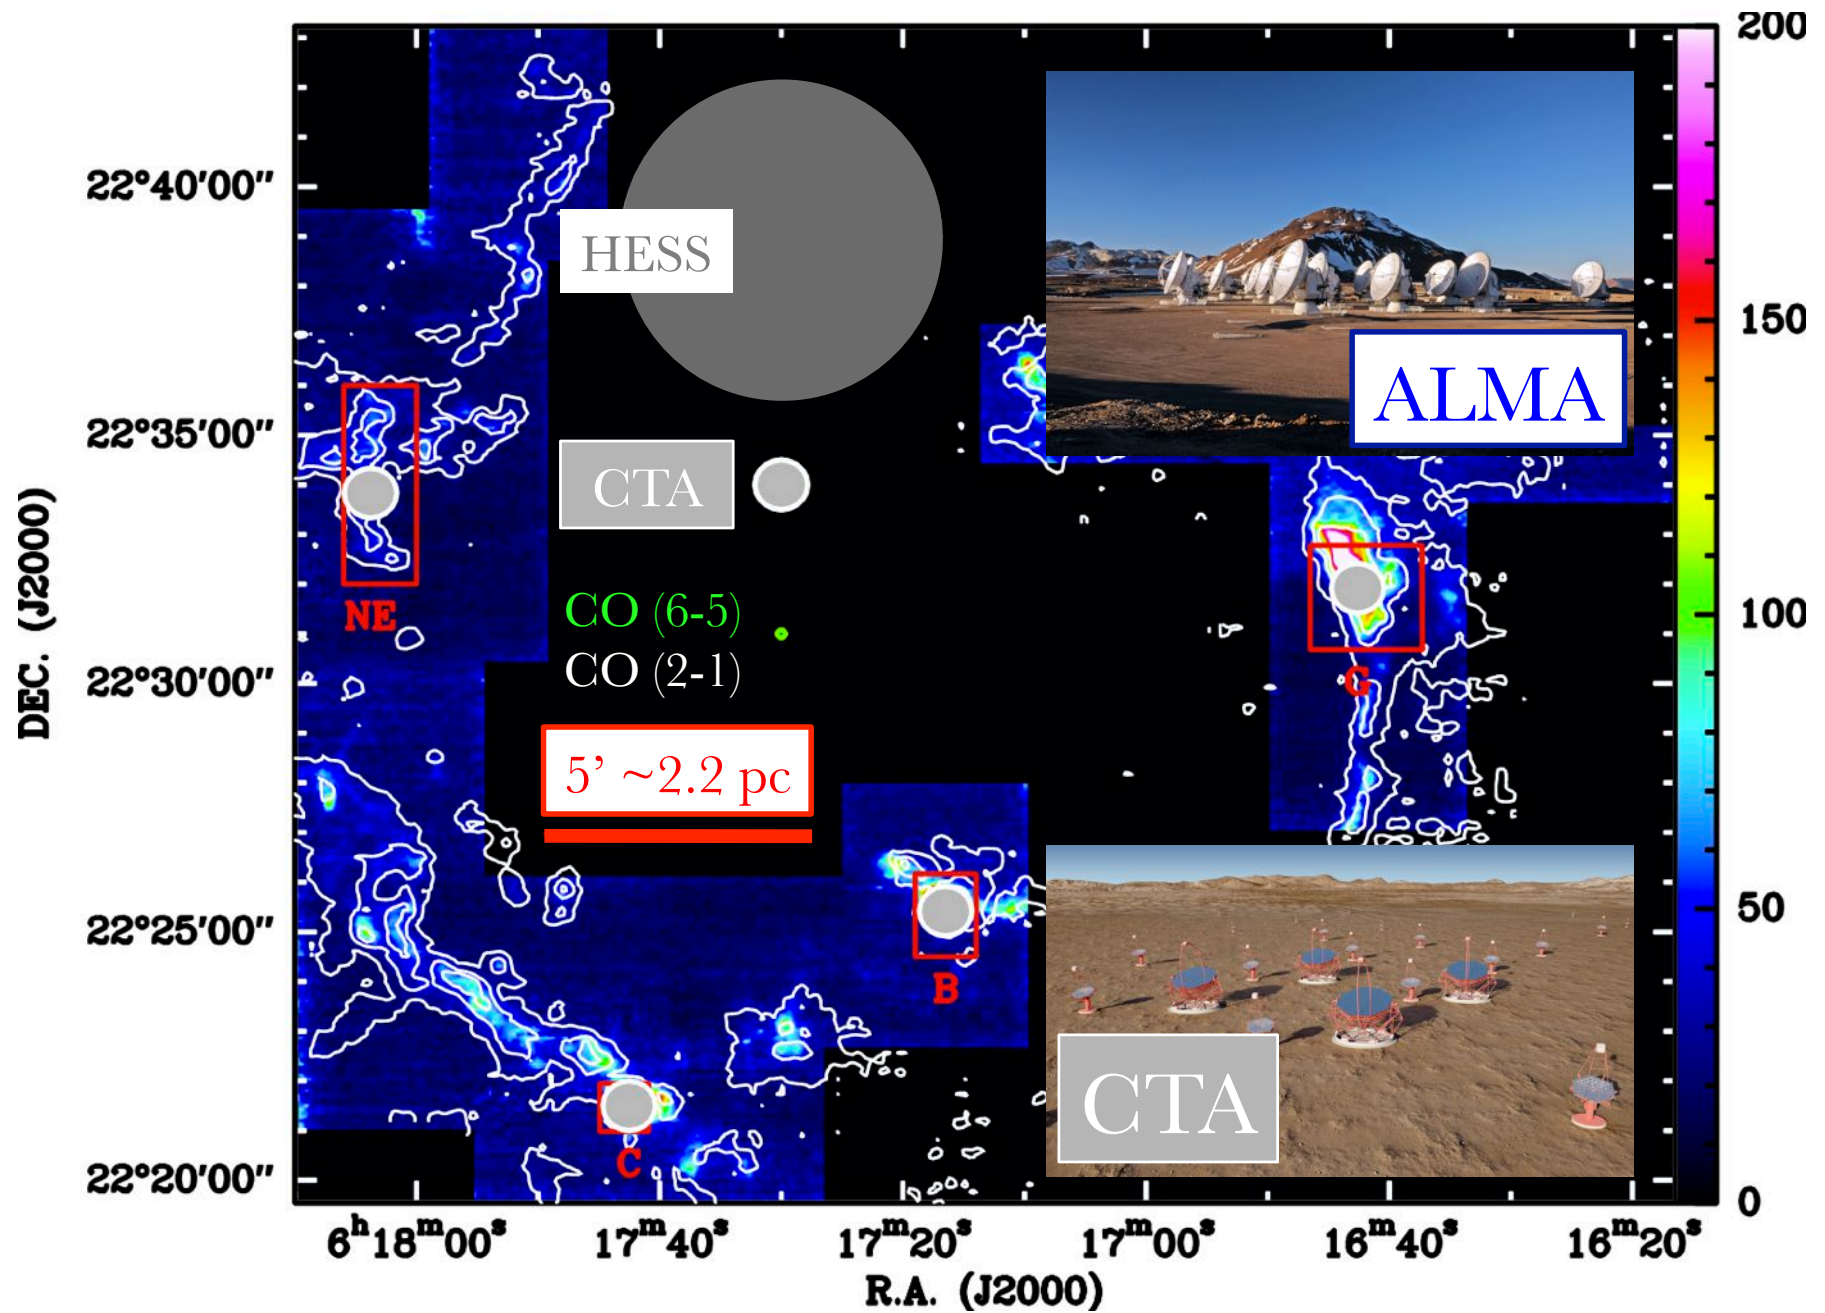 200
HESS
22°40′00″
ALMA
150
22°35′00″
CTA
NE
CO (6-5)
100
CO (2-1)
22°30′00″
G
DEC. (J2000)
5’ ~2.2 pc
50
22°25′00″
B
CTA
C
22°20′00″
0
6ʰ18ᵐ00ˢ
17ᵐ40ˢ
17ᵐ20ˢ
17ᵐ00ˢ
16ᵐ40ˢ
16ᵐ20ˢ
R.A. (J2000)